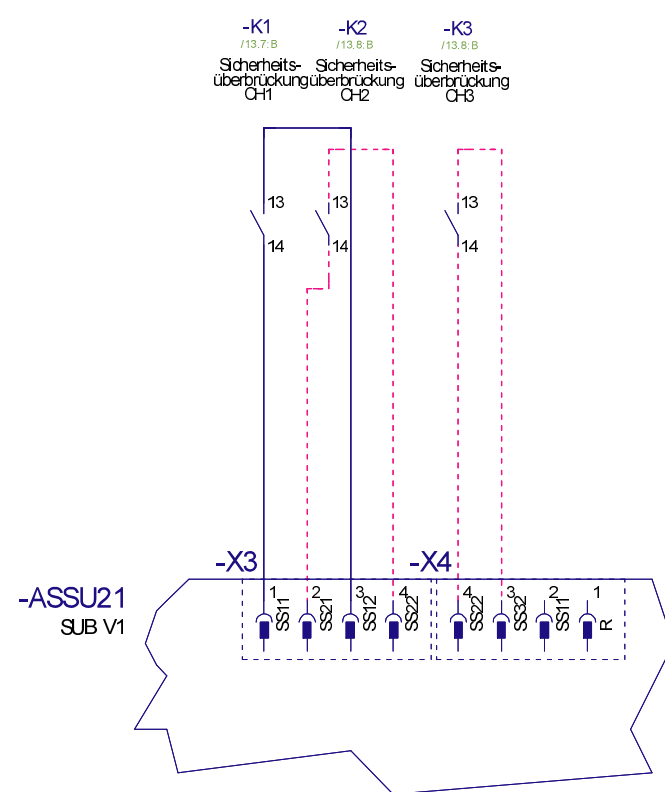 -K1 -K2 -K3
/13.7:B /13.8:B /13.8:B
Sicherheits- Sicherheits- Sicherheits-
überbrückung überbrückung überbrückung
CH1 CH2 CH3
13 13 13
14 14 14
-X3 -X4
-ASSU21
SUB V1
1 2 3 4 4 3 2 1
SS11 SS21 SS12 SS22 SS22 SS32 SS11 R